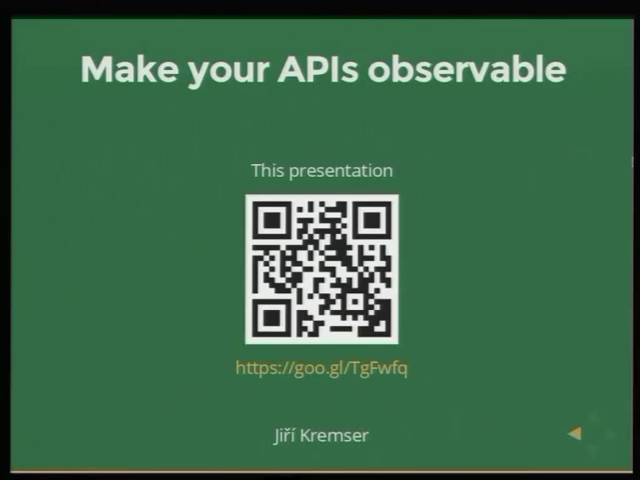 Make your APIs observable
This presentation
https://goo.gl/TgFwfq
Jiří Kremser